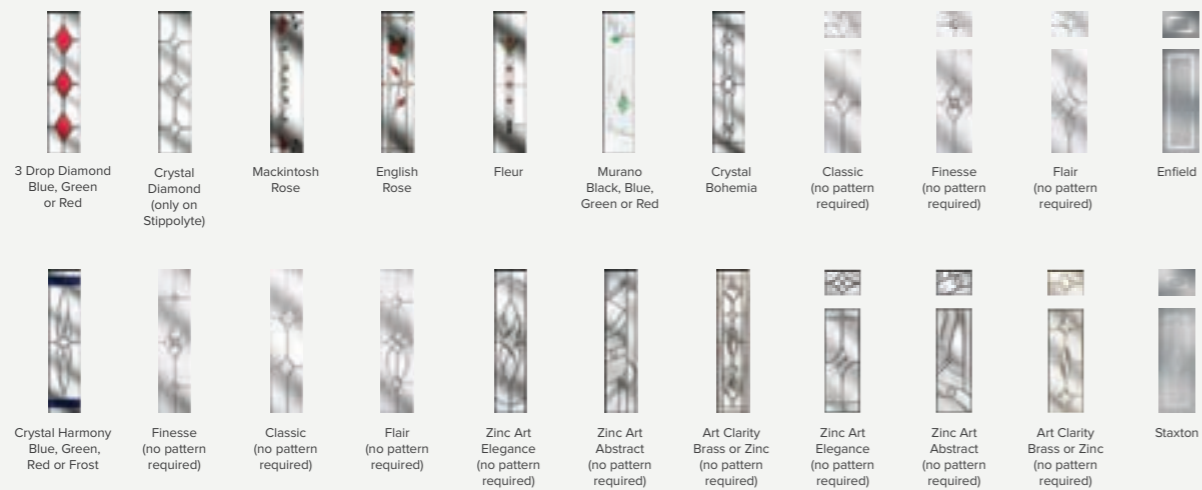 3 Drop Diamond
Blue, Green
or Red
Crystal
Diamond
(only on
Stippolyte)
Mackintosh
Rose
English
Rose
Fleur
Murano
Black, Blue,
Green or Red
Crystal
Bohemia
Classic
(no pattern
required)
Finesse
(no pattern
required)
Flair
(no pattern
required)
Enfield
Crystal Harmony
Blue, Green,
Red or Frost
Finesse
(no pattern
required)
Classic
(no pattern
required)
Flair
(no pattern
required)
Zinc Art
Elegance
(no pattern
required)
Zinc Art
Abstract
(no pattern
required)
Art Clarity
Brass or Zinc
(no pattern
required)
Zinc Art
Elegance
(no pattern
required)
Zinc Art
Abstract
(no pattern
required)
Art Clarity
Brass or Zinc
(no pattern
required)
Staxton